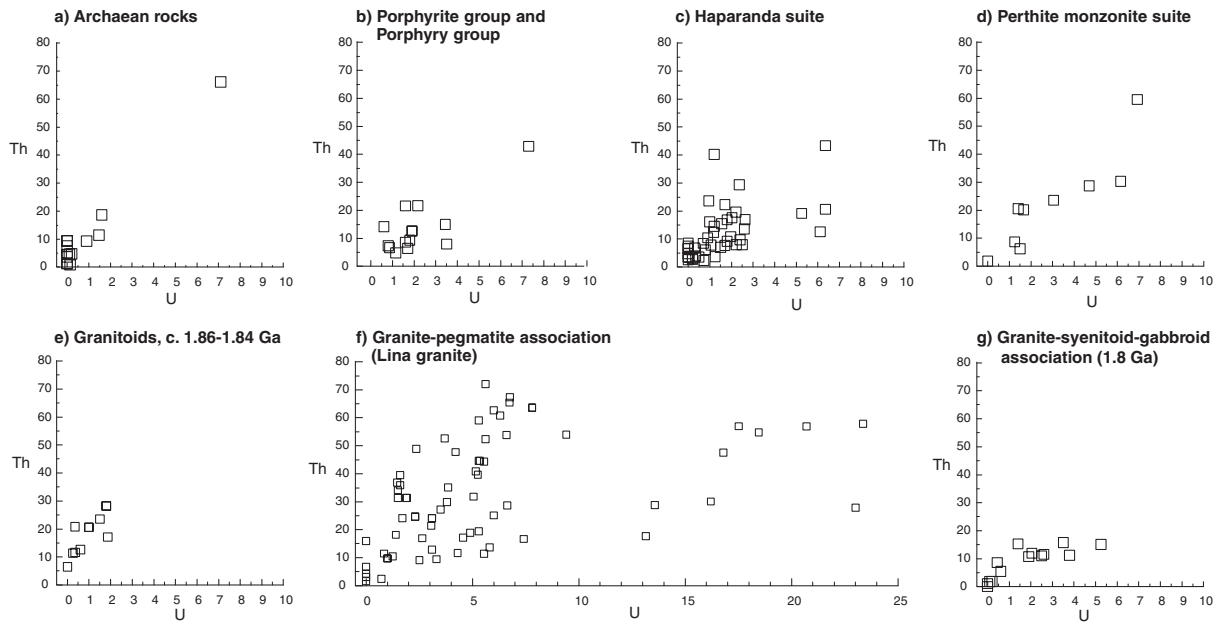 a) Archaean rocks
80
70
60
50
Th
40
30
20
10
0
0 1 2 3 4 5 6 7 8 9 10
U
b) Porphyrite group and
Porphyry group
80
70
60
50
Th
40
30
20
10
0
0 1 2 3 4 5 6 7 8 9 10
U
c) Haparanda suite
80
70
60
50
Th
40
30
20
10
0
0 1 2 3 4 5 6 7 8 9 10
U
d) Perthite monzonite suite
80
70
60
50
Th
40
30
20
10
0
0 1 2 3 4 5 6 7 8 9 10
U
e) Granitoids, c. 1.86-1.84 Ga
80
70
60
50
Th
40
30
20
10
0
0 1 2 3 4 5 6 7 8 9 10
U
f) Granite-pegmatite association
(Lina granite)
80
70
60
50
Th
40
30
20
10
0
0 5 10 15 20 25
U
g) Granite-syenitoid-gabbroid
association (1.8 Ga)
80
70
60
50
Th
40
30
20
10
0
0 1 2 3 4 5 6 7 8 9 10
U